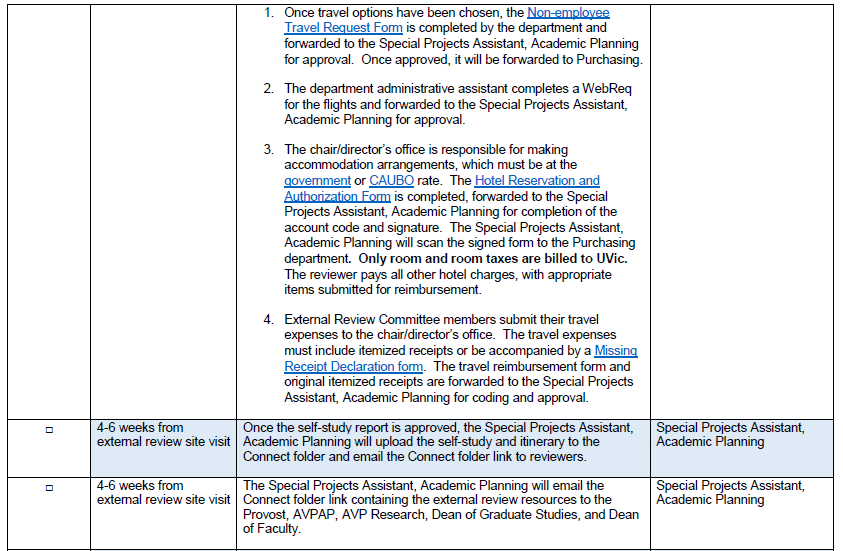 1. Once travel options have been chosen, the Non-employee
Travel Request Form is completed by the department and
forwarded to the Special Projects Assistant, Academic Planning
for approval. Once approved, it will be forwarded to Purchasing.
2. The department administrative assistant completes a WebReq
for the flights and forwarded to the Special Projects Assistant,
Academic Planning for approval.
3. The chair/director's office is responsible for making
accommodation arrangements, which must be at the
government or CAUBO rate. The Hotel Reservation and
Authorization Form is completed, forwarded to the Special
Projects Assistant, Academic Planning for completion of the
account code and signature. The Special Projects Assistant,
Academic Planning will scan the signed form to the Purchasing
department. Only room and room taxes are billed to UVic.
The reviewer pays all other hotel charges, with appropriate
items submitted for reimbursement.
4. External Review Committee members submit their travel
expenses to the chair/director's office. The travel expenses
must include itemized receipts or be accompanied by a Missing
Receipt Declaration form. The travel reimbursement form and
original itemized receipts are forwarded to the Special Projects
Assistant, Academic Planning for coding and approval.
4-6 weeks from
external review site visit
Once the self-study report is approved, the Special Projects Assistant,
Academic Planning will upload the self-study and itinerary to the
Connect folder and email the Connect folder link to reviewers.
Special Projects Assistant,
Academic Planning
4-6 weeks from
external review site visit
The Special Projects Assistant, Academic Planning will email the
Connect folder link containing the external review resources to the
Provost, AVPAP, AVP Research, Dean of Graduate Studies, and Dean
of Faculty.
Special Projects Assistant,
Academic Planning